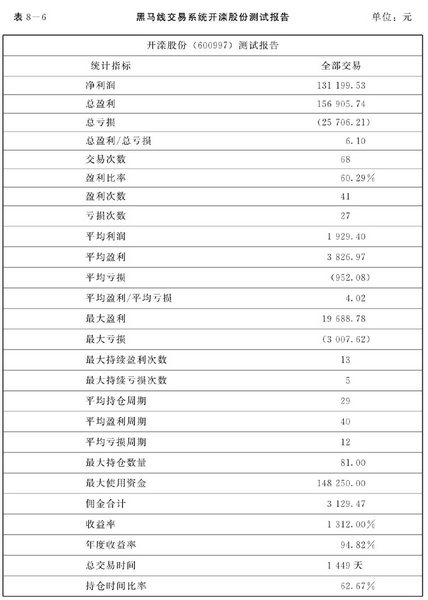 表 8－6 黑马线交易系统开滦股份测试报告 单位：元
开滦股份（600997）测试报告
统计指标 全部交易
净利润 131 199.53
总盈利 156 905.74
总亏损 (25 706.21)
总盈利/总亏损 6.10
交易次数 68
盈利比率 60.29%
盈利次数 41
亏损次数 27
平均利润 1 929.40
平均盈利 3 826.97
平均亏损 (952.08)
平均盈利/平均亏损 4.02
最大盈利 19 688.78
最大亏损 (3 007.62)
最大持续盈利次数 13
最大持续亏损次数 5
平均持仓周期 29
平均盈利周期 40
平均亏损周期 12
最大持仓数量 81.00
最大使用资金 148 250.00
佣金合计 3 129.47
收益率 1 312.00%
年度收益率 94.82%
总交易时间 1 449 天
持仓时间比率 62.67%